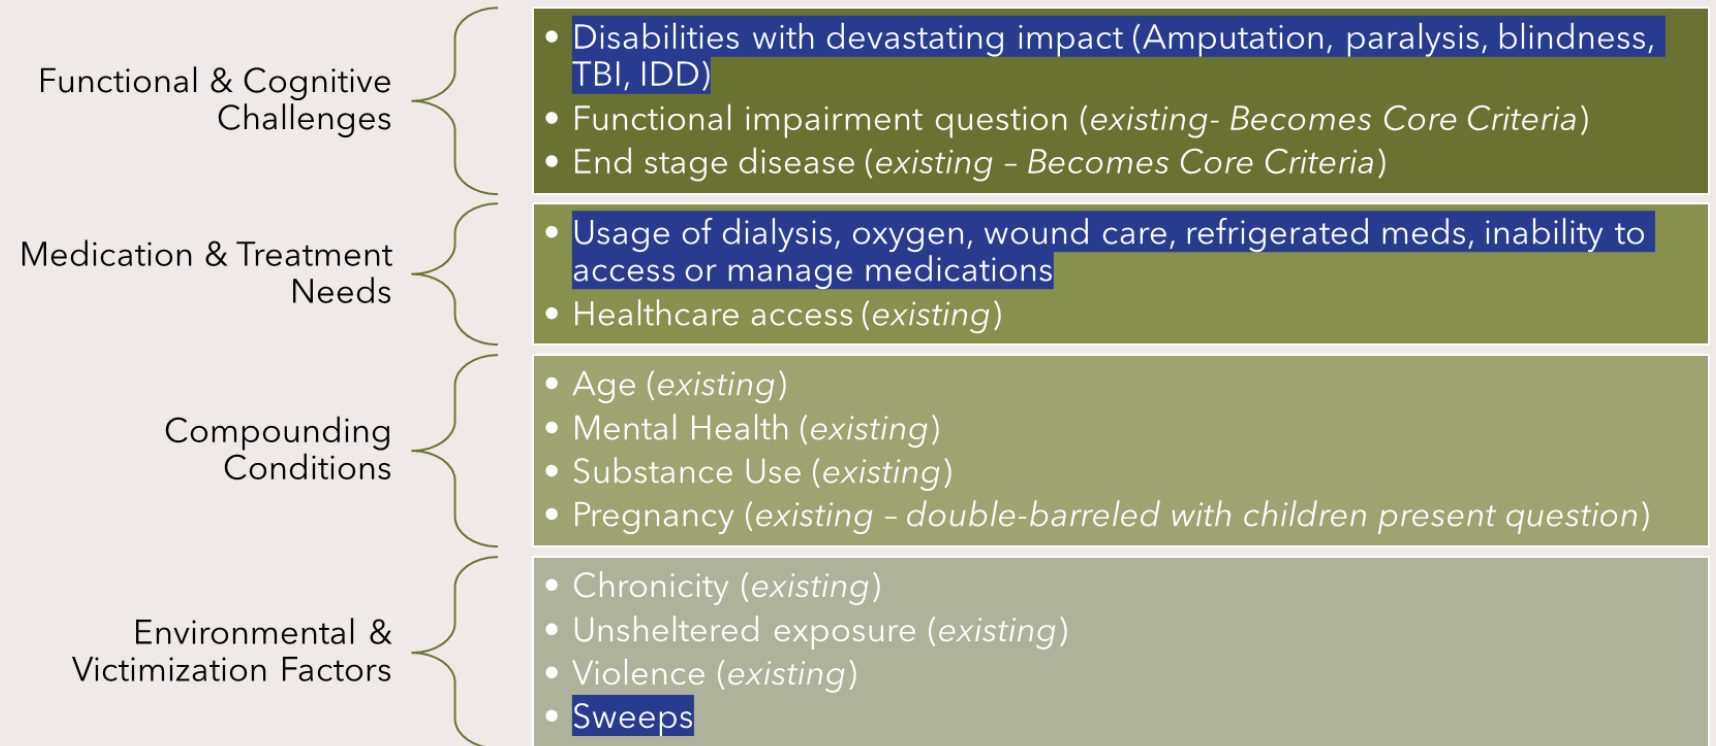 Functional & Cognitive
Challenges
• Disabilities with devastating impact (Amputation, paralysis, blindness,
TBI, IDD)
• Functional impairment question (existing- Becomes Core Criteria)
• End stage disease (existing – Becomes Core Criteria)
Medication & Treatment
Needs
• Usage of dialysis, oxygen, wound care, refrigerated meds, inability to
access or manage medications
• Healthcare access (existing)
Compounding
Conditions
• Age (existing)
• Mental Health (existing)
• Substance Use (existing)
• Pregnancy (existing – double-barreled with children present question)
Environmental &
Victimization Factors
• Chronicity (existing)
• Unsheltered exposure (existing)
• Violence (existing)
• Sweeps